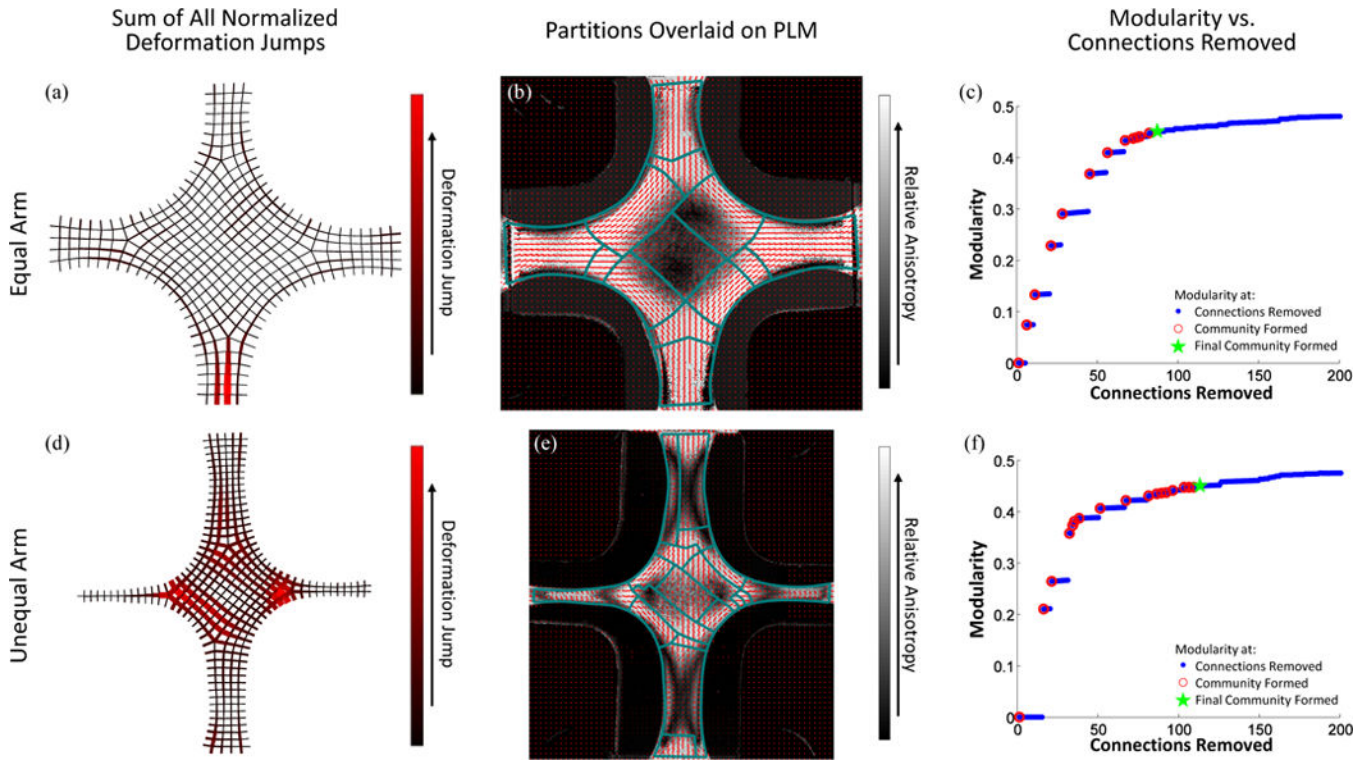 Sum of All Normalized
Deformation Jumps
Partitions Overlaid on PLM
Modularity vs.
Connections Removed
Equal Arm
(a)
Deformation Jump
(b)
Relative Anisotropy
(c)
Modularity
0.5
0.4
0.3
0.2
0.1
0
Modularity at:
Connections Removed
Community Formed
Final Community Formed
0 50 100 150 200
Connections Removed
Unequal Arm
(d)
Deformation Jump
(e)
Relative Anisotropy
(f)
Modularity
0.5
0.4
0.3
0.2
0.1
0
Modularity at:
Connections Removed
Community Formed
Final Community Formed
0 50 100 150 200
Connections Removed